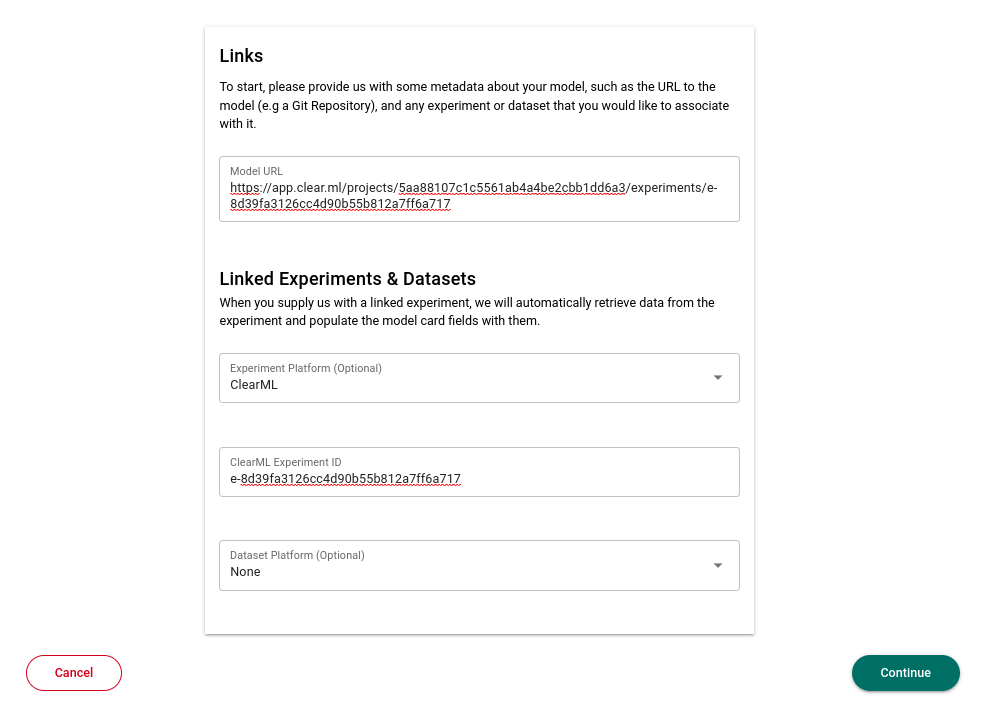 Links
To start, please provide us with some metadata about your model, such as the URL to the
model (e.g a Git Repository), and any experiment or dataset that you would like to associate
with it.
Model URL
https://app.clear.ml/projects/5aa88107c1c5561ab4a4be2cbb1dd6a3/experiments/e-
8d39fa3126cc4d90b55b812a7ff6a717
Linked Experiments & Datasets
When you supply us with a linked experiment, we will automatically retrieve data from the
experiment and populate the model card fields with them.
Experiment Platform (Optional)
ClearML
ClearML Experiment ID
e-8d39fa3126cc4d90b55b812a7ff6a717
Dataset Platform (Optional)
None
Cancel
Continue